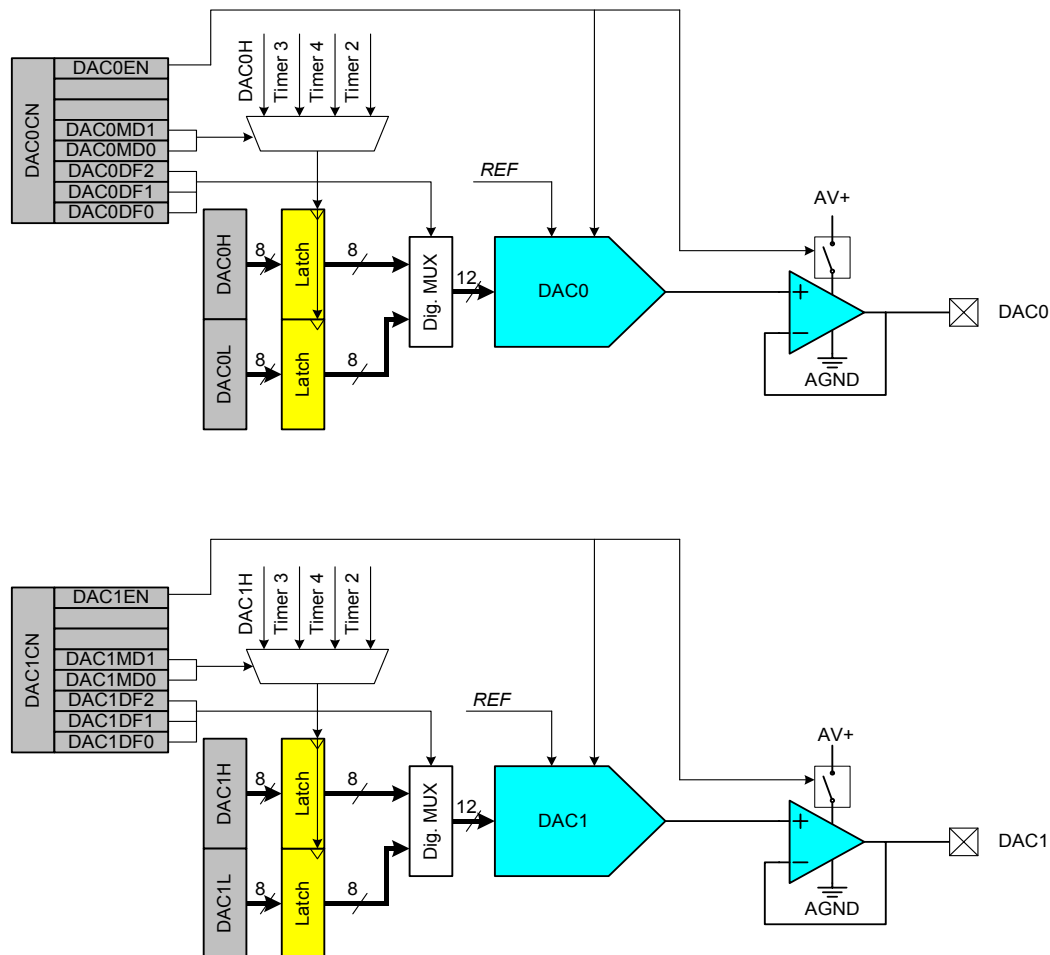 DAC0CN
DAC0EN
DAC0MD1
DAC0MD0
DAC0DF2
DAC0DF1
DAC0DF0
DAC0H
Timer 3
Timer 4
Timer 2
REF
AV+
DAC0H
8
Latch
8
Dig. MUX
12
DAC0
+
−
DAC0
DAC0L
8
Latch
8
AGND
DAC1CN
DAC1EN
DAC1MD1
DAC1MD0
DAC1DF2
DAC1DF1
DAC1DF0
DAC1H
Timer 3
Timer 4
Timer 2
REF
AV+
DAC1H
8
Latch
8
Dig. MUX
12
DAC1
+
−
DAC1
DAC1L
8
Latch
8
AGND